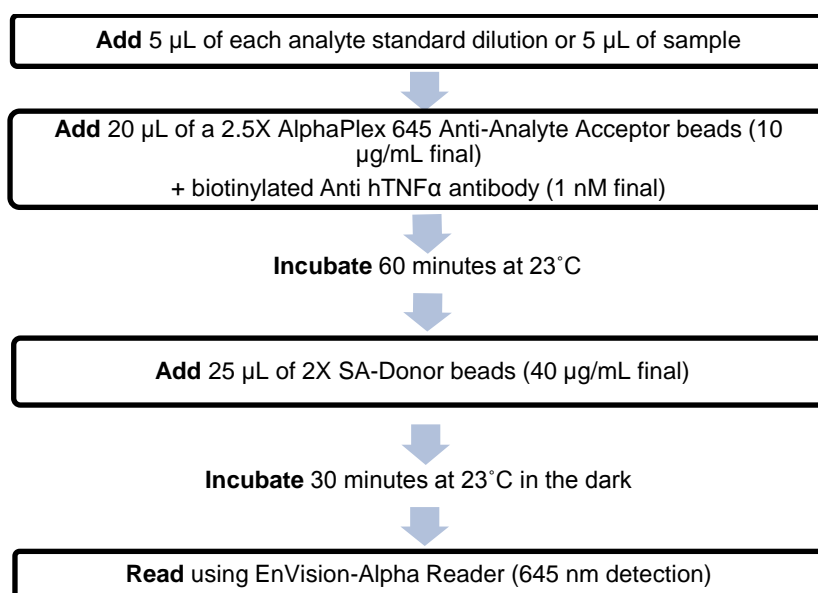 Add 5 µL of each analyte standard dilution or 5 µL of sample
Add 20 µL of a 2.5X AlphaPlex 645 Anti-Analyte Acceptor beads (10
µg/mL final)
+ biotinylated Anti hTNFα antibody (1 nM final)
Incubate 60 minutes at 23˚C
Add 25 µL of 2X SA-Donor beads (40 µg/mL final)
Incubate 30 minutes at 23˚C in the dark
Read using EnVision-Alpha Reader (645 nm detection)